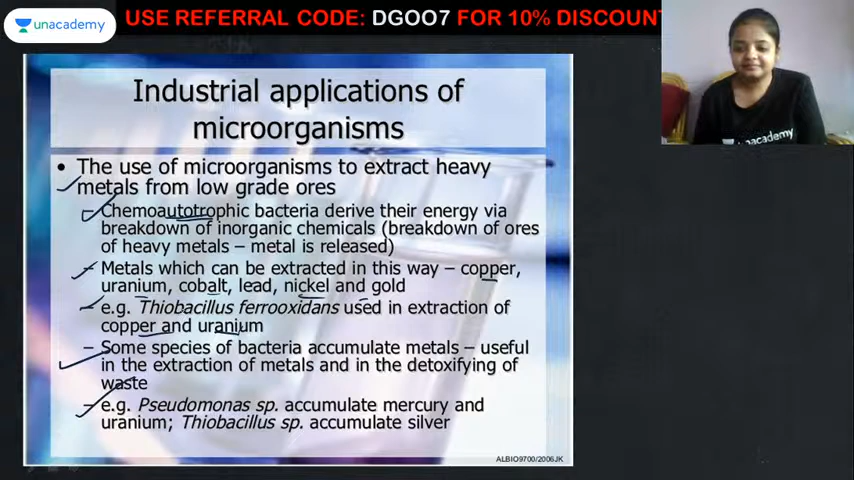 unacademy
USE REFERRAL CODE: DGOO7 FOR 10% DISCOUNT
unacademy
Industrial applications of
microorganisms
• The use of microorganisms to extract heavy
metals from low grade ores
– Chemoautotrophic bacteria derive their energy via
breakdown of inorganic chemicals (breakdown of ores
of heavy metals – metal is released)
– Metals which can be extracted in this way – copper,
uranium, cobalt, lead, nickel and gold
– e.g. Thiobacillus ferrooxidans used in extraction of
copper and uranium
– Some species of bacteria accumulate metals – useful
in the extraction of metals and in the detoxifying of
waste
– e.g. Pseudomonas sp. accumulate mercury and
uranium; Thiobacillus sp. accumulate silver
ALBIO9700/2006JK